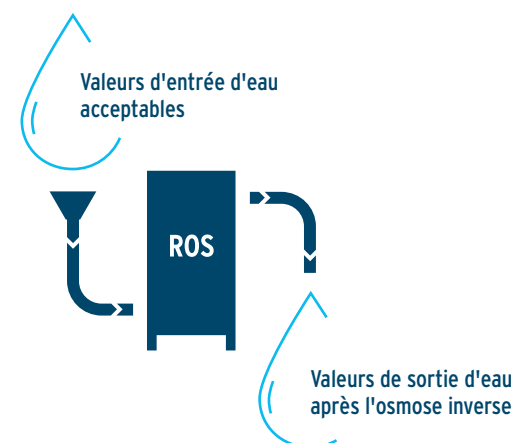 Valeurs d'entrée d'eau
acceptables
ROS
Valeurs de sortie d'eau
après l'osmose inverse